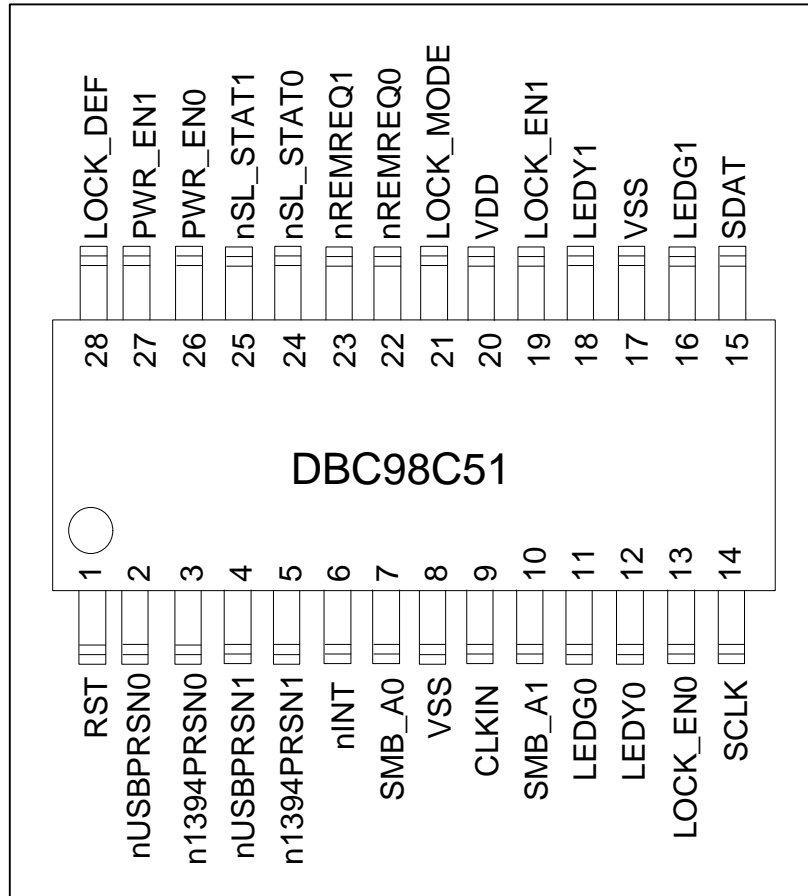 LOCK_DEF
PWR_EN1
PWR_EN0
nSL_STAT1
nSL_STAT0
nREMREQ1
nREMREQ0
LOCK_MODE
VDD
LOCK_EN1
LEDY1
VSS
LEDG1
SDAT
28
27
26
25
24
23
22
21
20
19
18
17
16
15
DBC98C51
1
2
3
4
5
6
7
8
9
10
11
12
13
14
RST
nUSBPRSN0
n1394PRSN0
nUSBPRSN1
n1394PRSN1
nINT
SMB_A0
VSS
CLKIN
SMB_A1
LEDG0
LEDY0
LOCK_EN0
SCLK